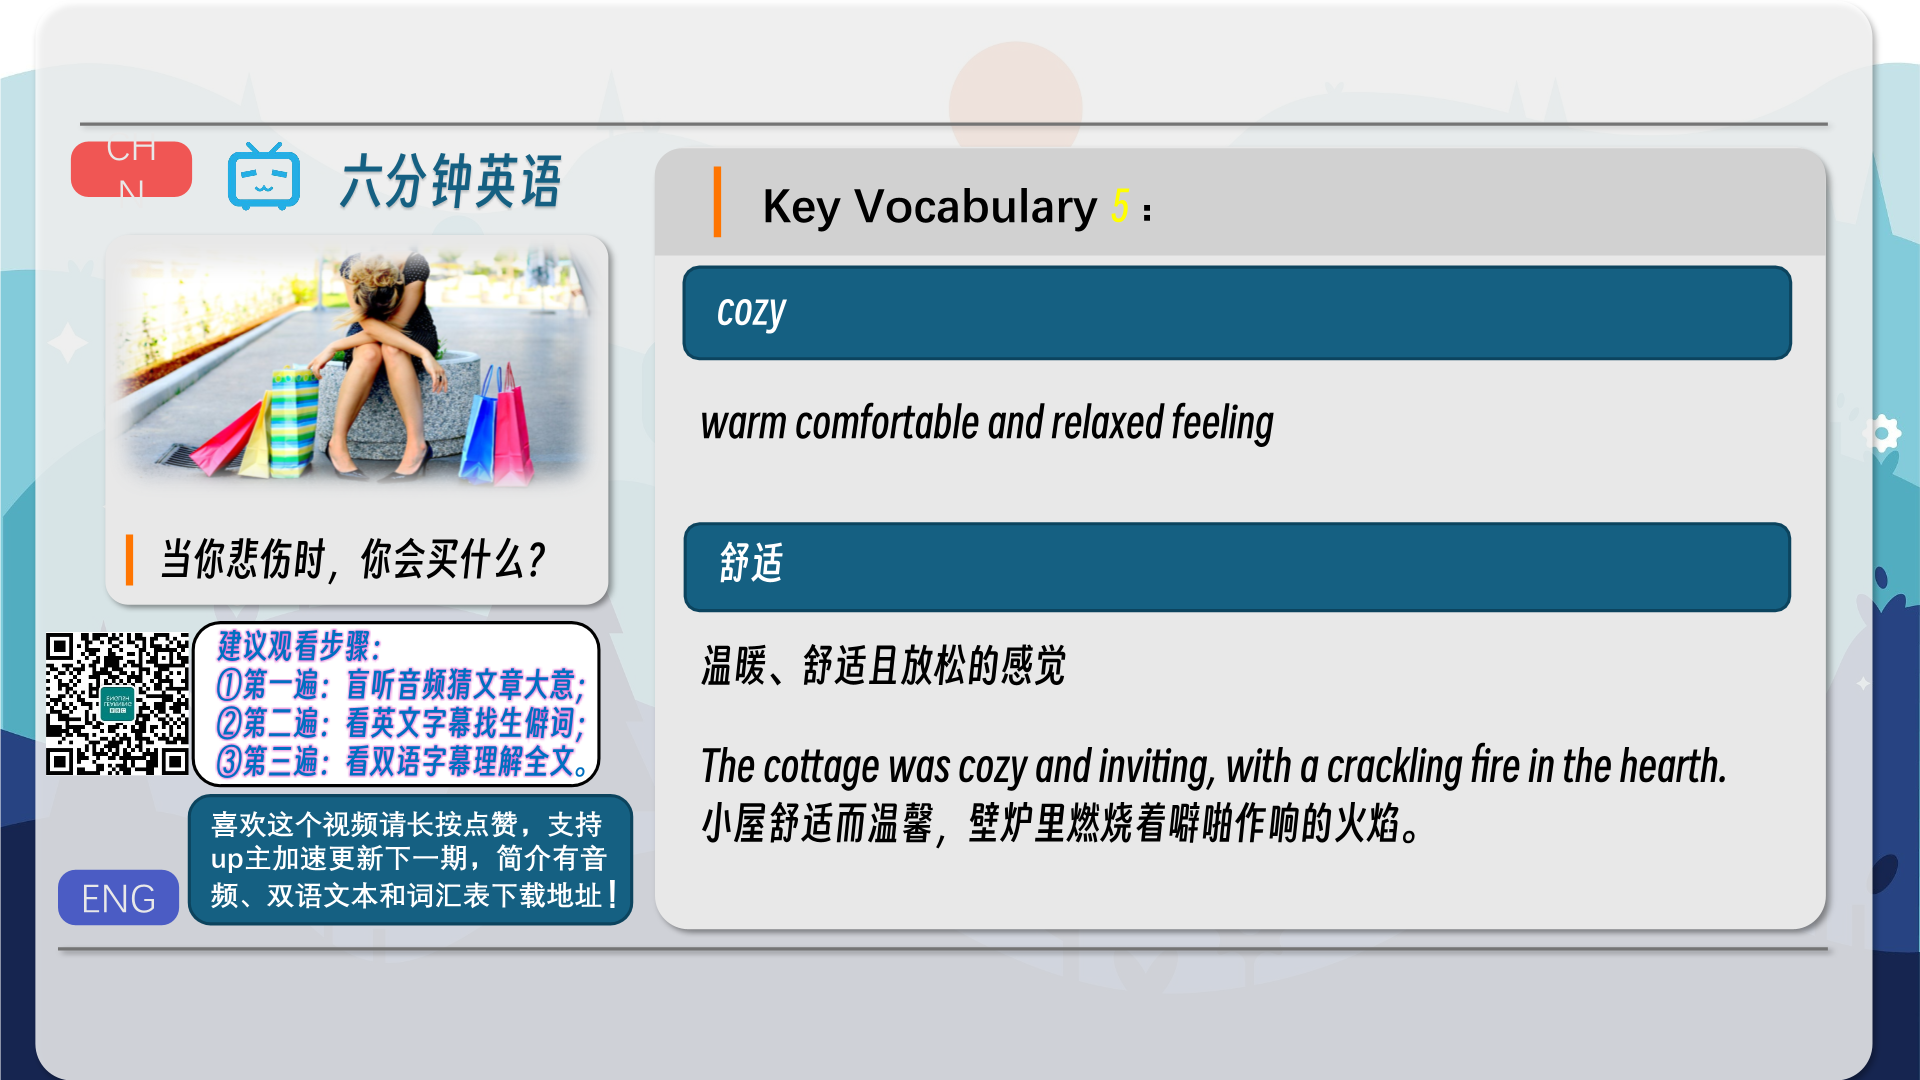 CH
N
六分钟英语
当你悲伤时，你会买什么？
建议观看步骤：
①第一遍：盲听音频猜文章大意；
②第二遍：看英文字幕找生僻词；
③第三遍：看双语字幕理解全文。
喜欢这个视频请长按点赞，支持
up主加速更新下一期，简介有音
频、双语文本和词汇表下载地址！
ENG
Key Vocabulary 5：
cozy
warm comfortable and relaxed feeling
舒适
温暖、舒适且放松的感觉
The cottage was cozy and inviting, with a crackling fire in the hearth.
小屋舒适而温馨，壁炉里燃烧着噼啪作响的火焰。